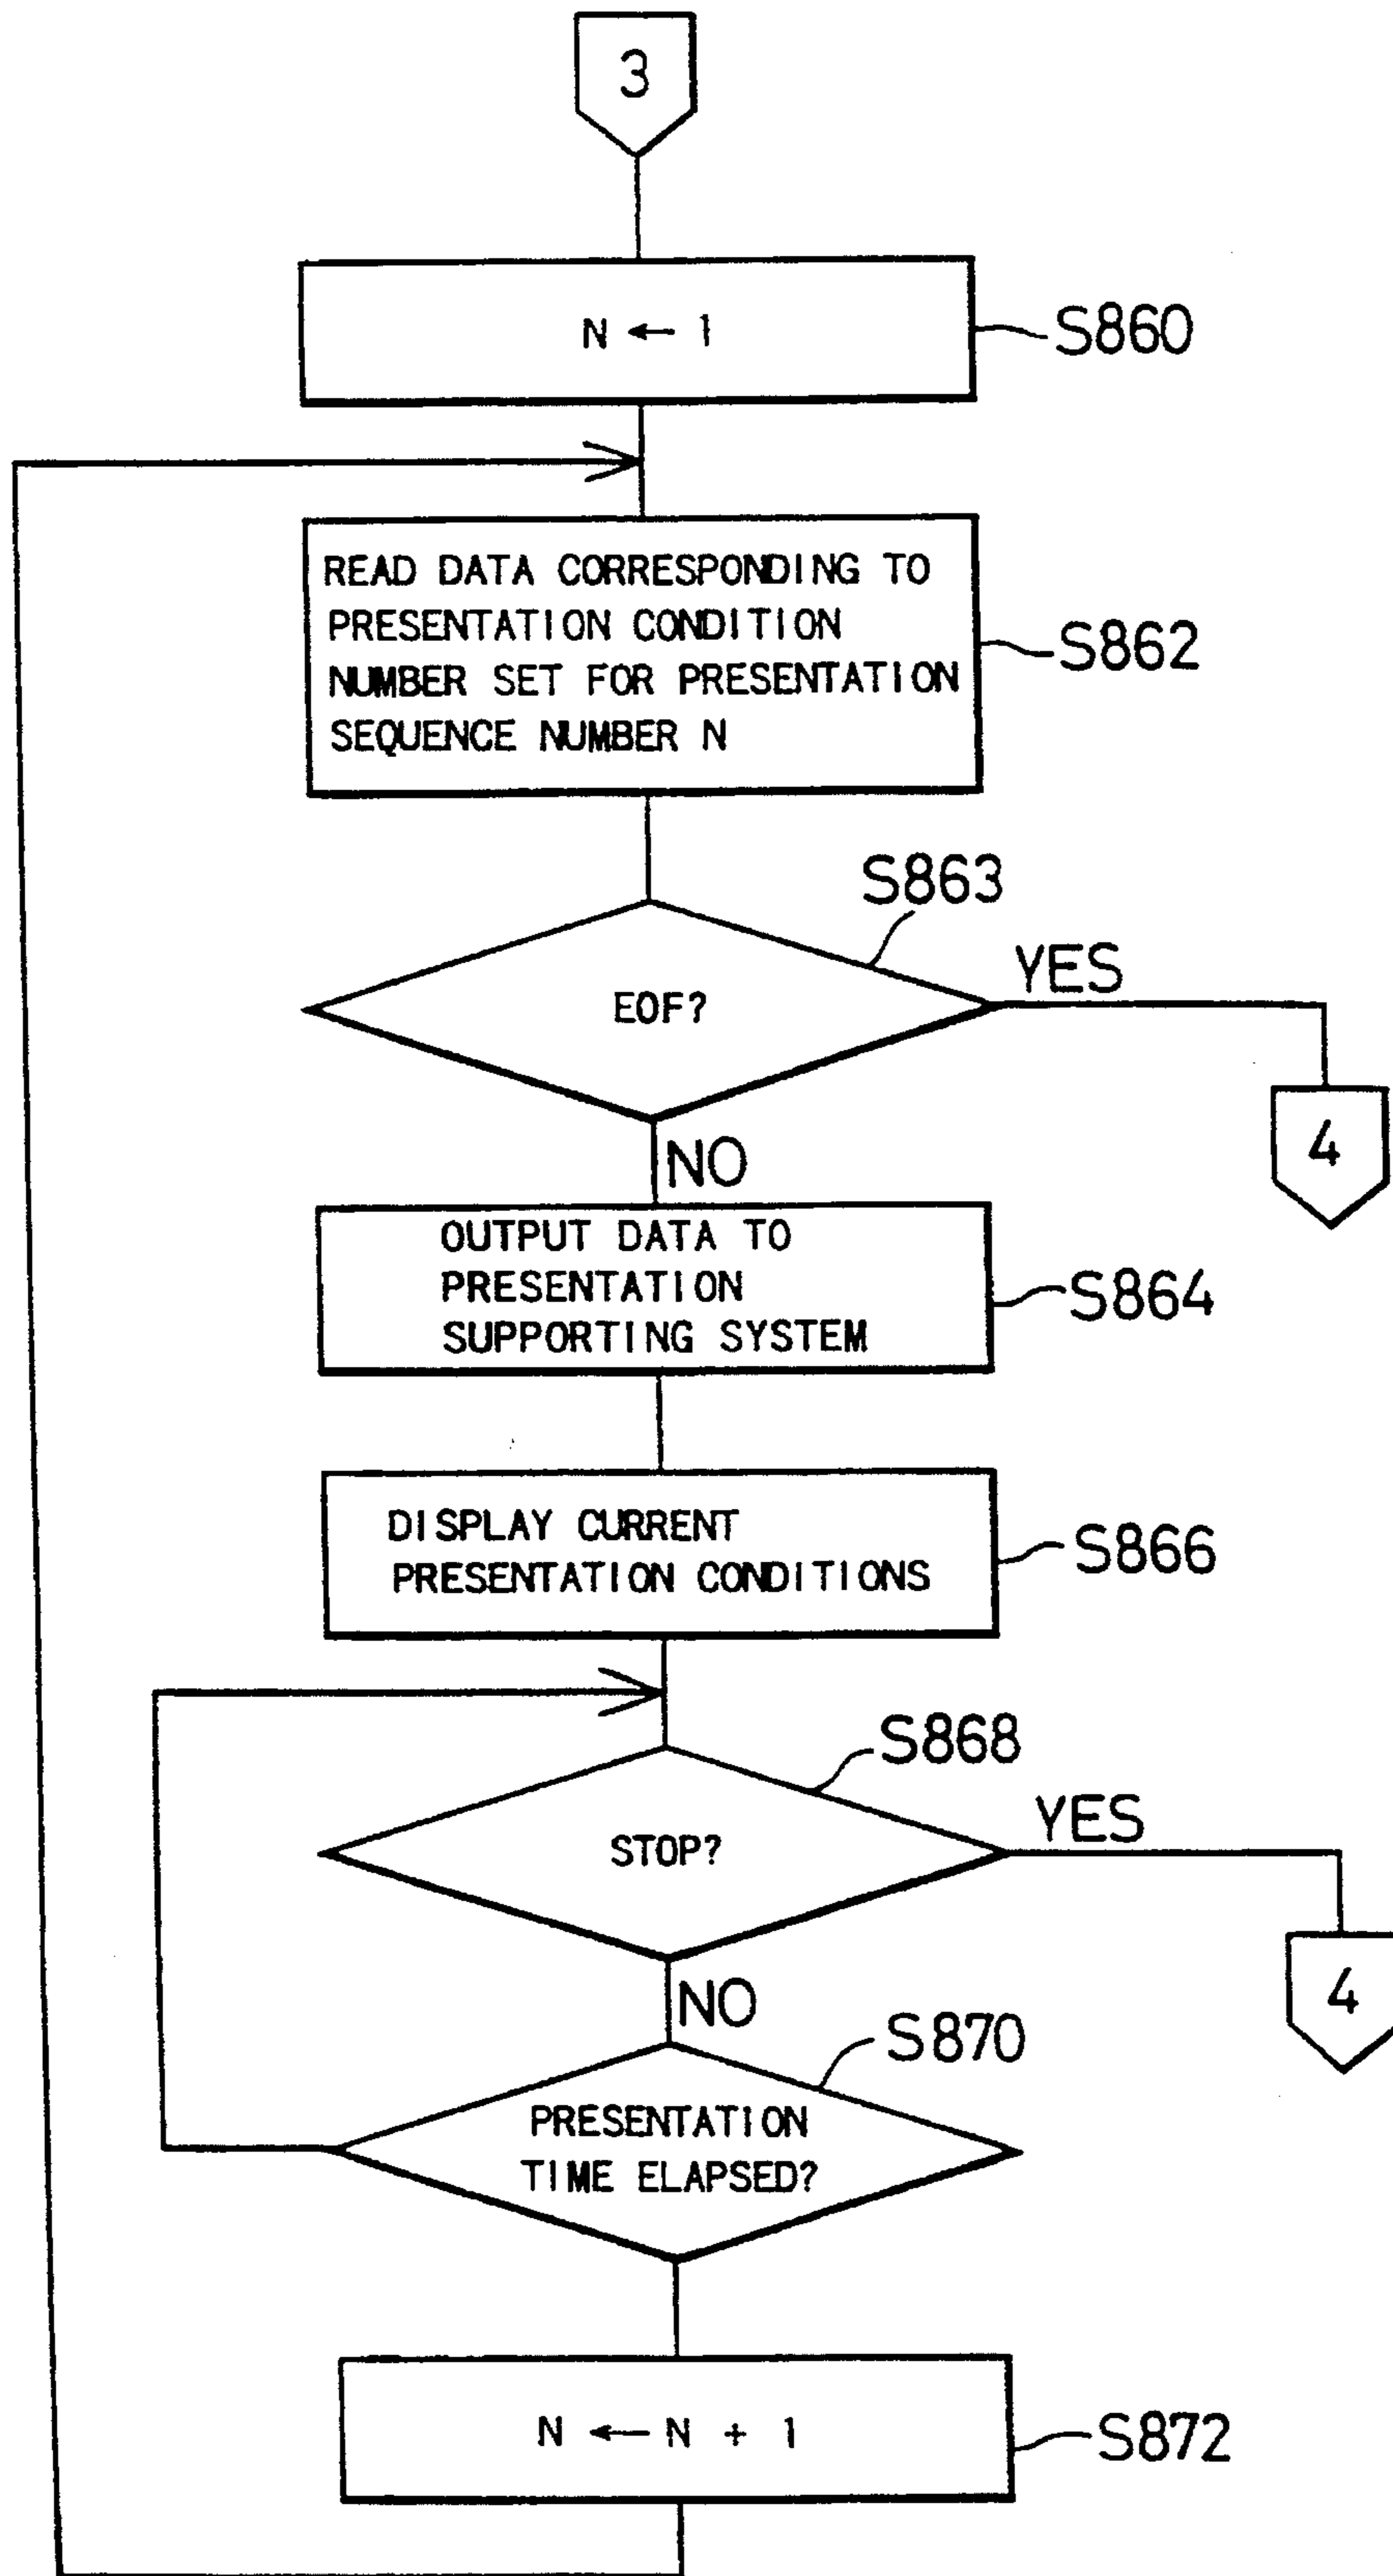 3
N ← 1
S860
READ DATA CORRESPONDING TO
PRESENTATION CONDITION
NUMBER SET FOR PRESENTATION
SEQUENCE NUMBER N
S862
S863
EOF?
YES
4
NO
OUTPUT DATA TO
PRESENTATION
SUPPORTING SYSTEM
S864
DISPLAY CURRENT
PRESENTATION CONDITIONS
S866
S868
STOP?
YES
4
NO
S870
PRESENTATION
TIME ELAPSED?
N ← N + 1
S872